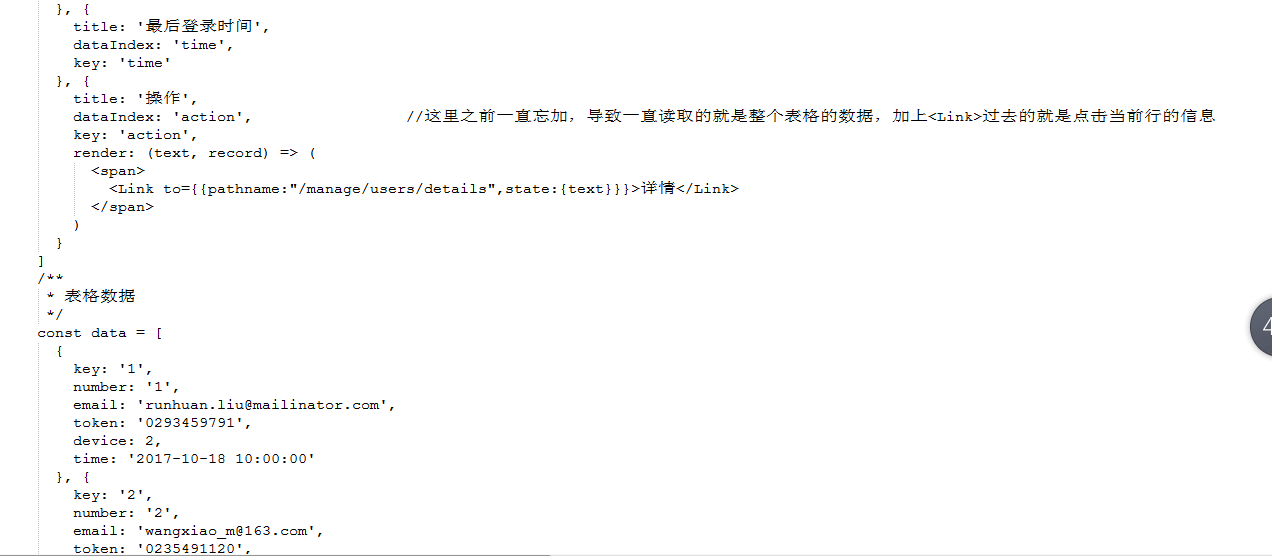 }, {
title: '最后登录时间',
dataIndex: 'time',
key: 'time'
}, {
title: '操作',
dataIndex: 'action', //这里之前一直忘加，导致一直读取的就是整个表格的数据，加上<Link>过去的就是点击当前行的信息
key: 'action',
render: (text, record) => (
<span>
<Link to={{pathname:"/manage/users/details",state:{text}}}>详情</Link>
</span>
)
}
]
/**
* 表格数据
*/
const data = [
{
key: '1',
number: '1',
email: 'runhuan.liu@mailinator.com',
token: '0293459791',
device: 2,
time: '2017-10-18 10:00:00'
}, {
key: '2',
number: '2',
email: 'wangxiao_m@163.com',
token: '0235491120',
4